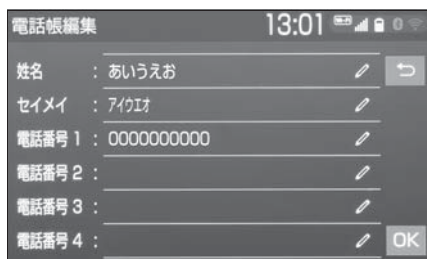 電話帳編集 13:01 Wi-Fi
姓名 : あいうえお
セイメイ : ｱｲｳｴｵ
電話番号 1 : 0000000000
電話番号 2 :
電話番号 3 :
電話番号 4 : OK